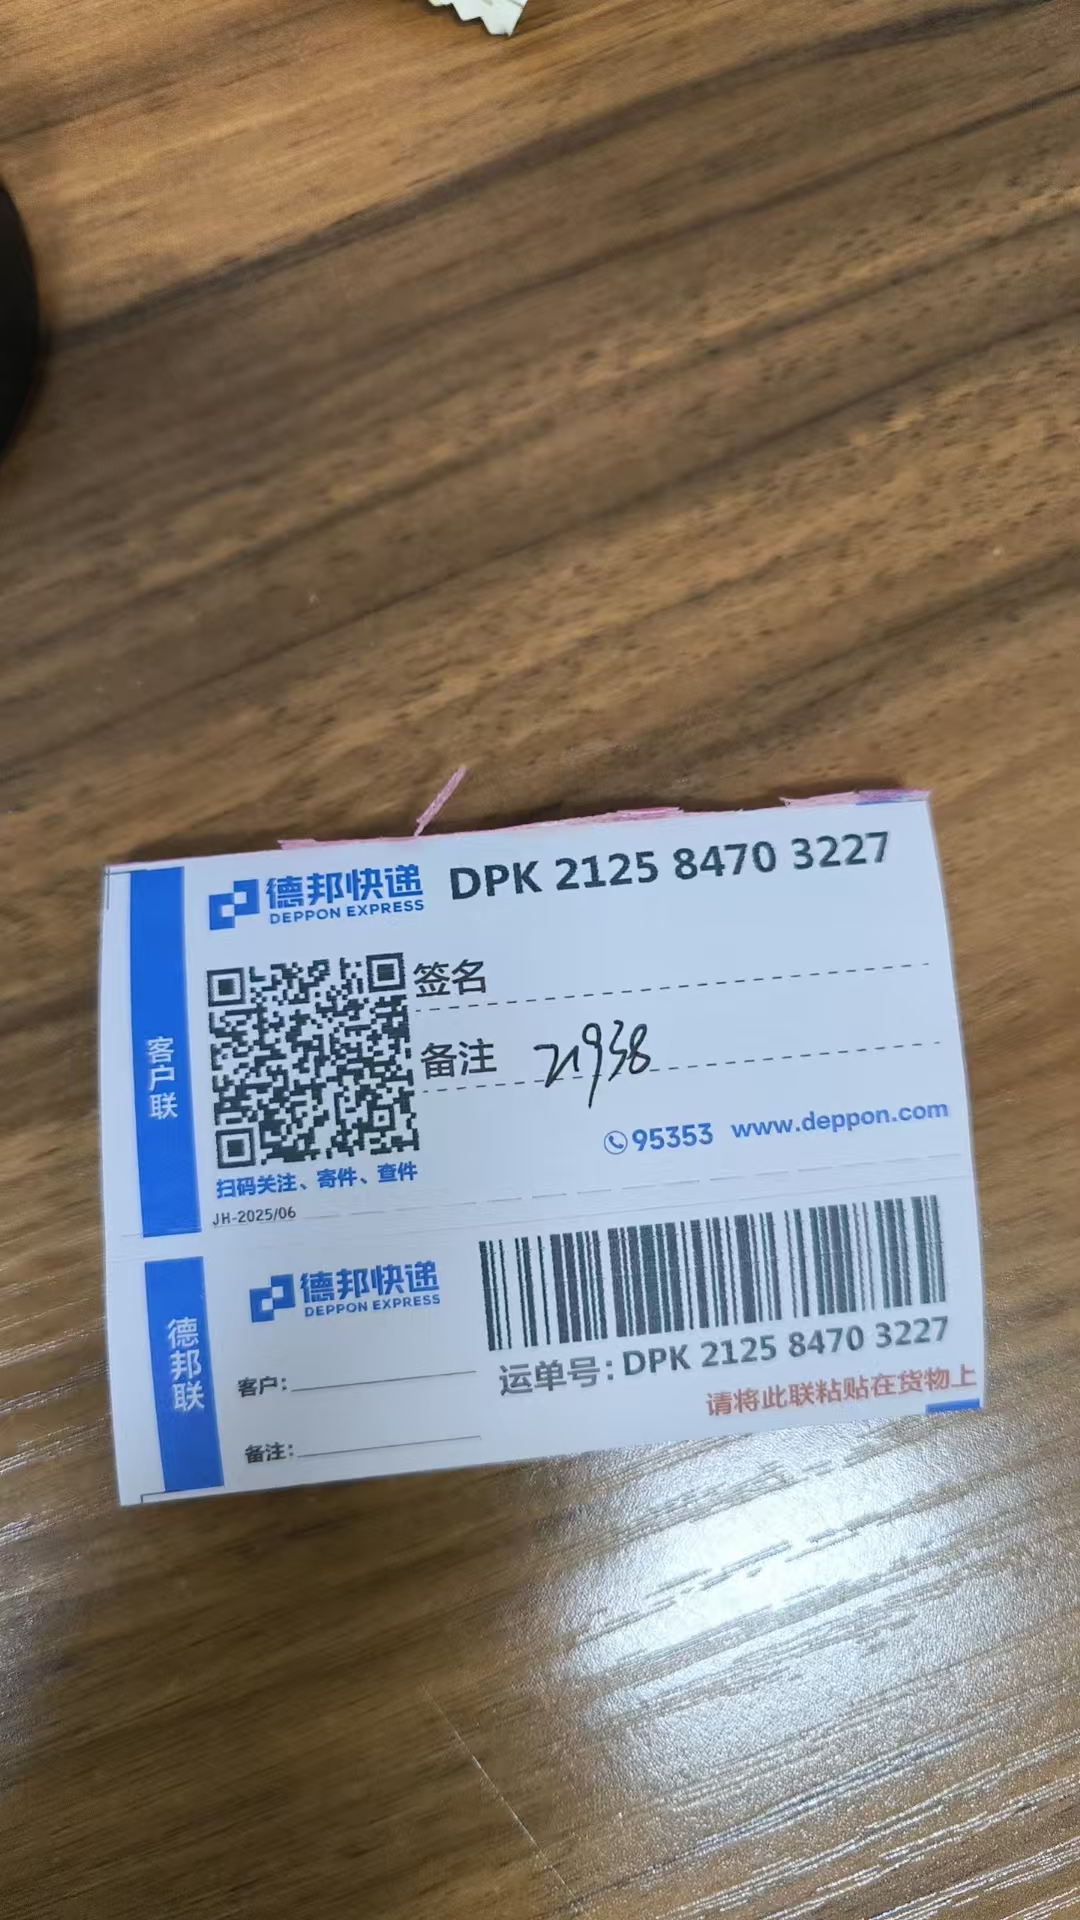 客户联
德邦快递 DPK 2125 8470 3227
DEPPON EXPRESS
签名
备注 21938
95353 www.deppon.com
扫码关注、寄件、查件
JH-2025/06
德邦联
德邦快递
DEPPON EXPRESS
运单号:DPK 2125 8470 3227
客户:
请将此联粘贴在货物上
备注: